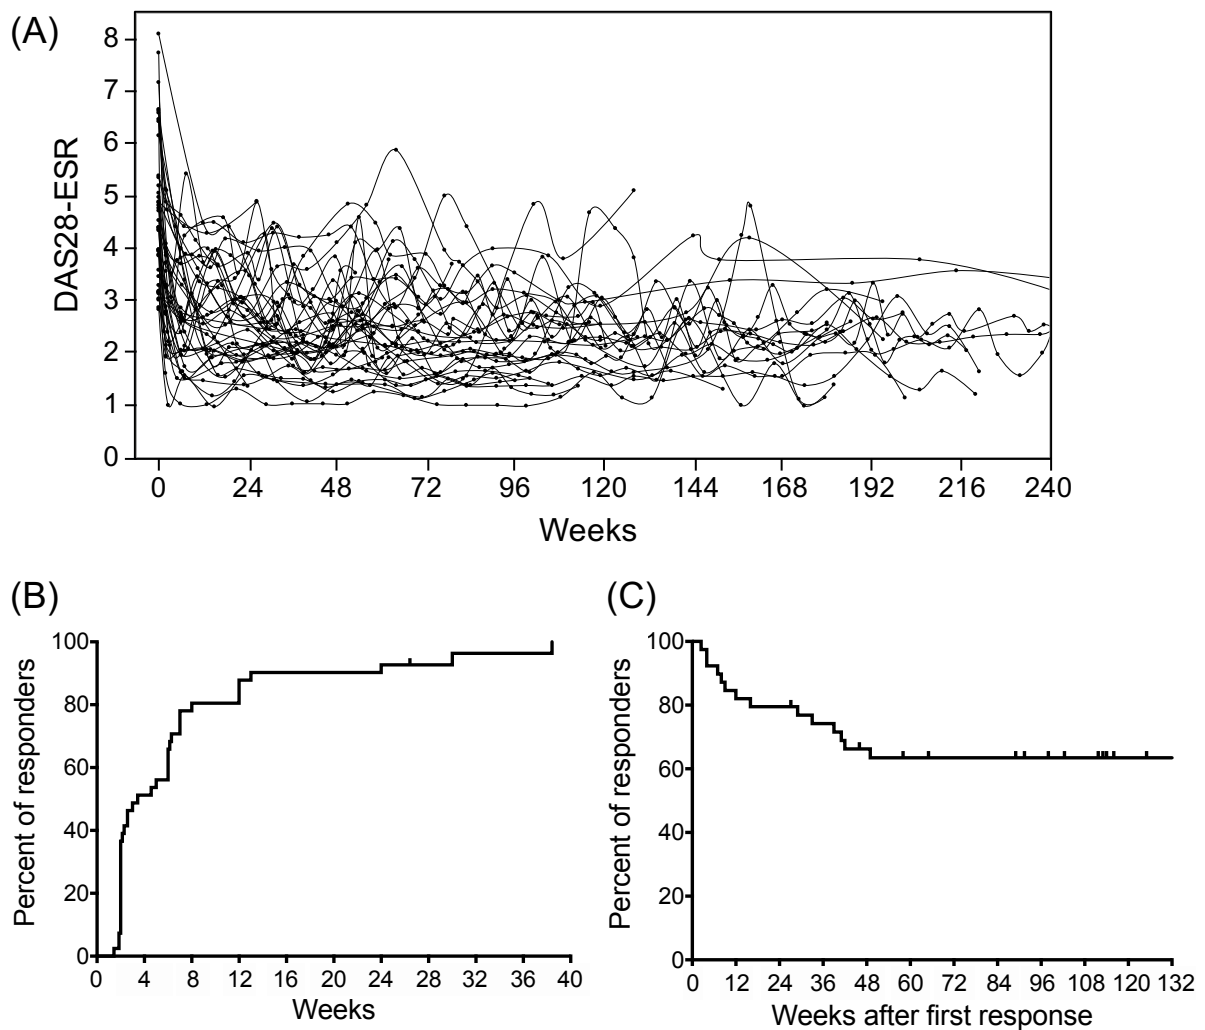 (A)
DAS28-ESR
8
7
6
5
4
3
2
1
0
0 24 48 72 96 120 144 168 192 216 240
Weeks
(B)
Percent of responders
100
80
60
40
20
0
0 4 8 12 16 20 24 28 32 36 40
Weeks
(C)
Percent of responders
100
80
60
40
20
0
0 12 24 36 48 60 72 84 96 108 120 132
Weeks after first response